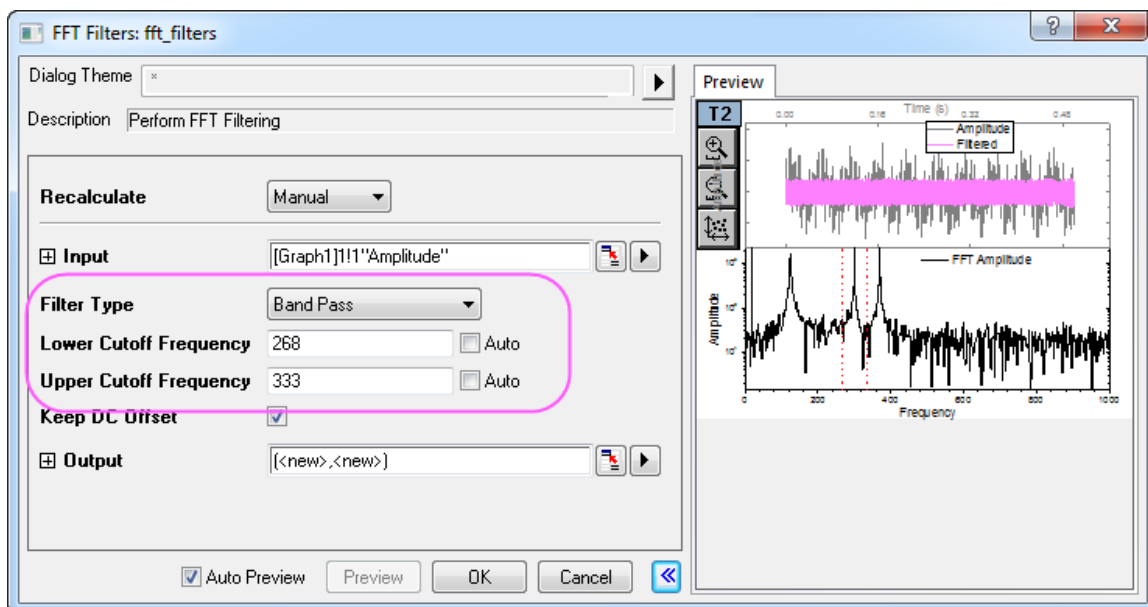 FFT Filters: fft_filters
?
X
Dialog Theme
*
Description Perform FFT Filtering
Recalculate Manual
Input [Graph1]1!1"Amplitude"
Filter Type Band Pass
Lower Cutoff Frequency 268 Auto
Upper Cutoff Frequency 333 Auto
Keep DC Offset
Output (<new>,<new>)
Auto Preview Preview OK Cancel
Preview
T2
Time (s)
0.00 0.16 0.32 0.48
Amplitude
Filtered
FFT Amplitude
Amplitude
0 200 400 600 800 1000
Frequency